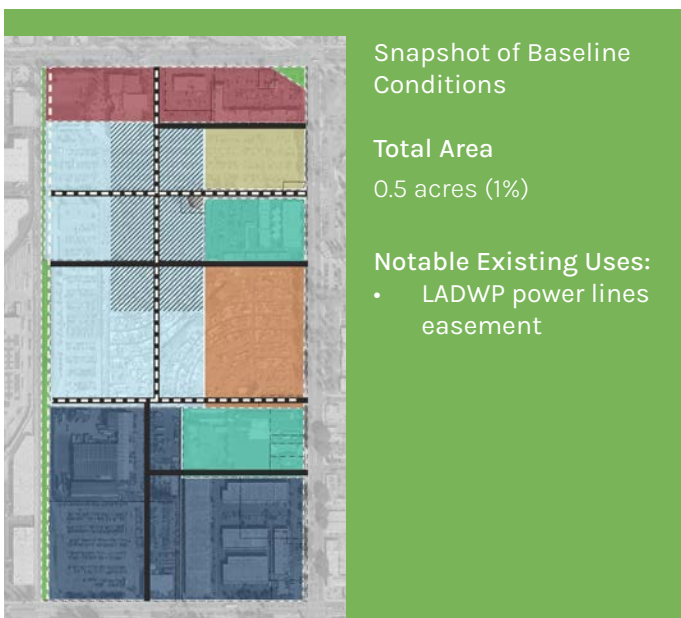 Snapshot of Baseline
Conditions
Total Area
0.5 acres (1%)
Notable Existing Uses:
• LADWP power lines
easement